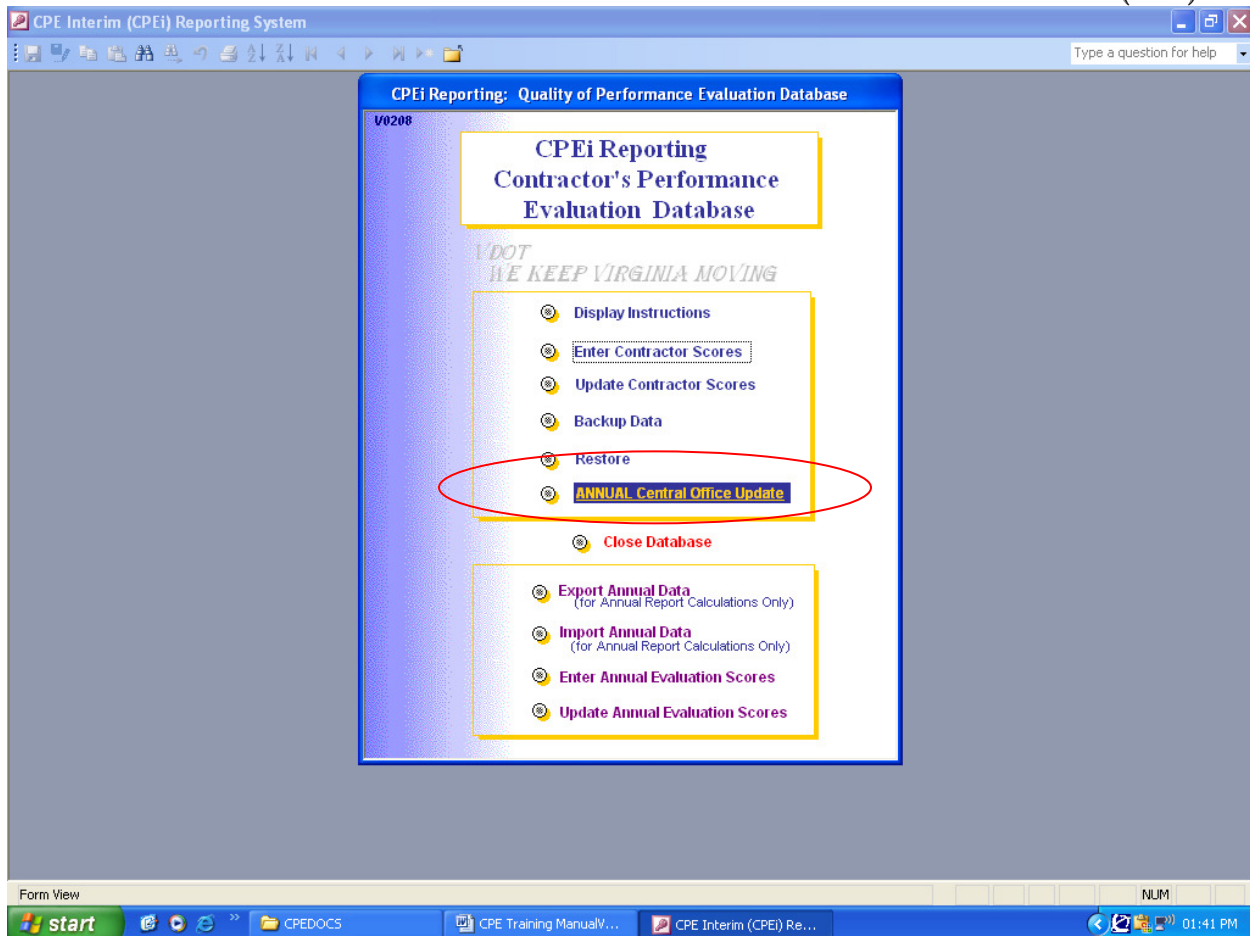 CPE Interim (CPEi) Reporting System
Type a question for help
CPEi Reporting: Quality of Performance Evaluation Database
V0208
CPEi Reporting
Contractor's Performance
Evaluation Database
VDOT
WE KEEP VIRGINIA MOVING
Display Instructions
Enter Contractor Scores
Update Contractor Scores
Backup Data
Restore
ANNUAL Central Office Update
Close Database
Export Annual Data
(for Annual Report Calculations Only)
Import Annual Data
(for Annual Report Calculations Only)
Enter Annual Evaluation Scores
Update Annual Evaluation Scores
Form View
NUM
start
CPEDOCS
CPE Training ManualV...
CPE Interim (CPEi) Re...
01:41 PM